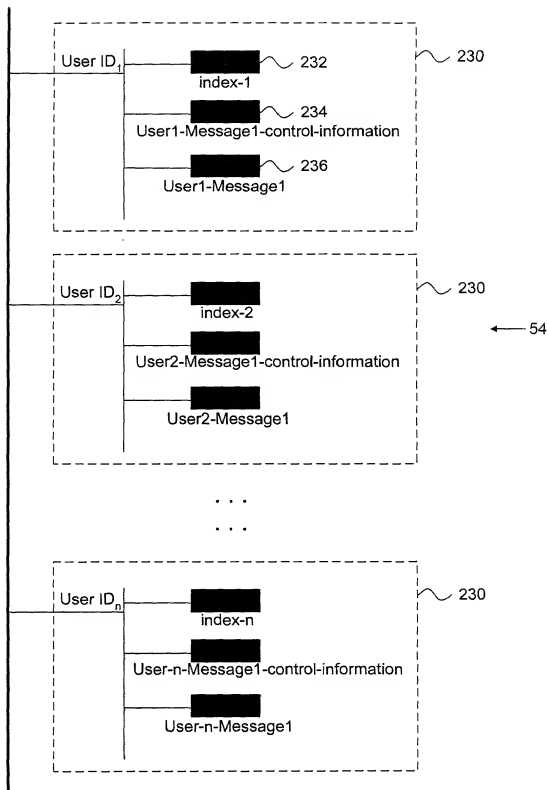 User ID1
232
230
index-1
234
User1-Message1-control-information
236
User1-Message1
User ID2
230
index-2
54
User2-Message1-control-information
User2-Message1
. . .
. . .
User IDn
230
index-n
User-n-Message1-control-information
User-n-Message1